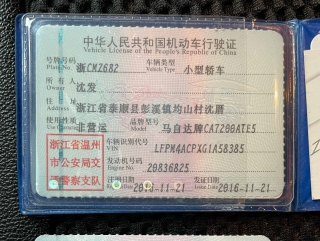 中华人民共和国机动车行驶证
Vehicle License of the People's Republic of China
号牌号码 浙CMZ682 车辆类型 小型轿车
Plate No. Vehicle Type
所有人 沈发
Owner
住址 浙江省泰顺县彭溪镇均山村沈厝
Address
使用性质 非营运 品牌型号 马自达牌CA7200ATE5
Use Character Model
浙江省温州 车辆识别代号 LFPM4ACPXG1A58385
VIN
市公安局交 发动机号码 20836825
Engine No.
警察支队 注册日期 2016-11-21 发证日期 2016-11-21
Register Date Issue Date